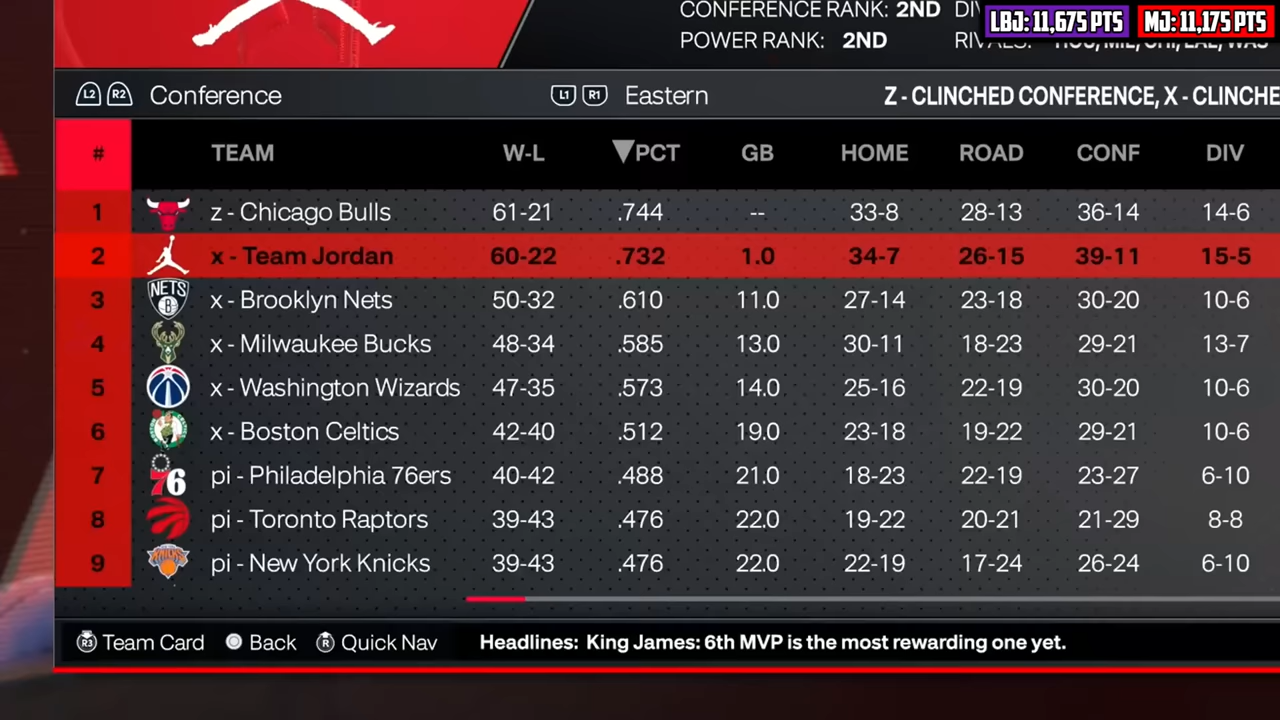 CONFERENCE RANK: 2ND
LBJ: 11,675 PTS
MJ: 11,175 PTS
POWER RANK: 2ND
L2 R2 Conference L1 R1 Eastern Z - CLINCHED CONFERENCE, X - CLINCHE
# TEAM W-L ▼PCT GB HOME ROAD CONF DIV
1 z - Chicago Bulls 61-21 .744 -- 33-8 28-13 36-14 14-6
2 x - Team Jordan 60-22 .732 1.0 34-7 26-15 39-11 15-5
3 NETS B x - Brooklyn Nets 50-32 .610 11.0 27-14 23-18 30-20 10-6
4 x - Milwaukee Bucks 48-34 .585 13.0 30-11 18-23 29-21 13-7
5 x - Washington Wizards 47-35 .573 14.0 25-16 22-19 30-20 10-6
6 x - Boston Celtics 42-40 .512 19.0 23-18 19-22 29-21 10-6
7 76 pi - Philadelphia 76ers 40-42 .488 21.0 18-23 22-19 23-27 6-10
8 pi - Toronto Raptors 39-43 .476 22.0 19-22 20-21 21-29 8-8
9 KNICKS pi - New York Knicks 39-43 .476 22.0 22-19 17-24 26-24 6-10
R3 Team Card Back R Quick Nav Headlines: King James: 6th MVP is the most rewarding one yet.